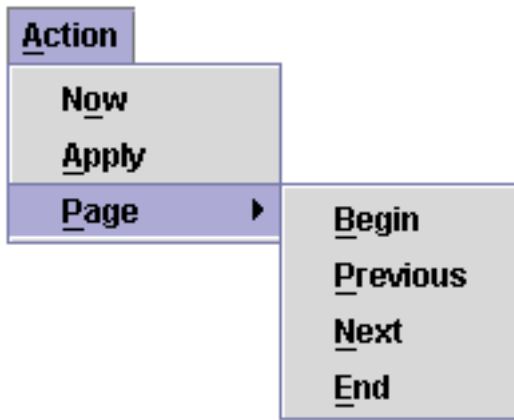 Action
Now
Apply
Page
Begin
Previous
Next
End